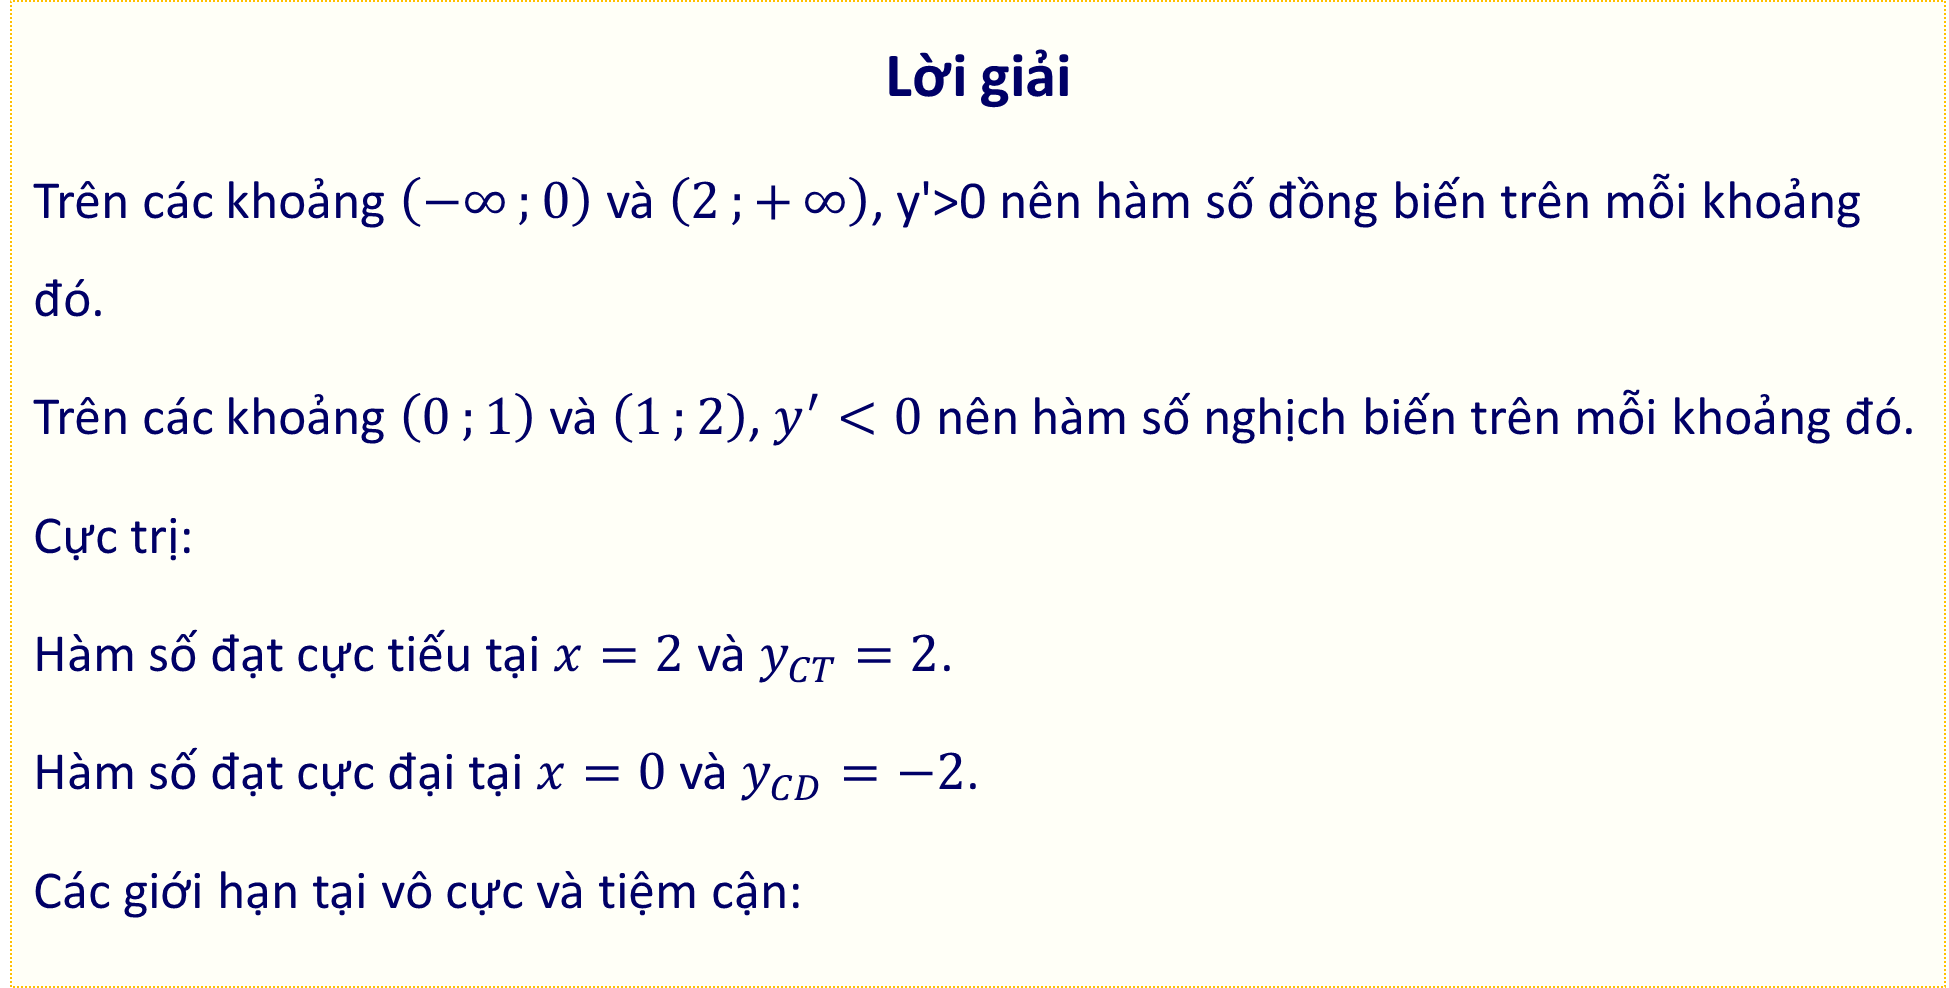 Lời giải
Trên các khoảng (−∞ ; 0) và (2 ; + ∞), y'>0 nên hàm số đồng biến trên mỗi khoảng
đó.
Trên các khoảng (0 ; 1) và (1 ; 2), y′ < 0 nên hàm số nghịch biến trên mỗi khoảng đó.
Cực trị:
Hàm số đạt cực tiếu tại x = 2 và y_CT = 2.
Hàm số đạt cực đại tại x = 0 và y_CD = −2.
Các giới hạn tại vô cực và tiệm cận: